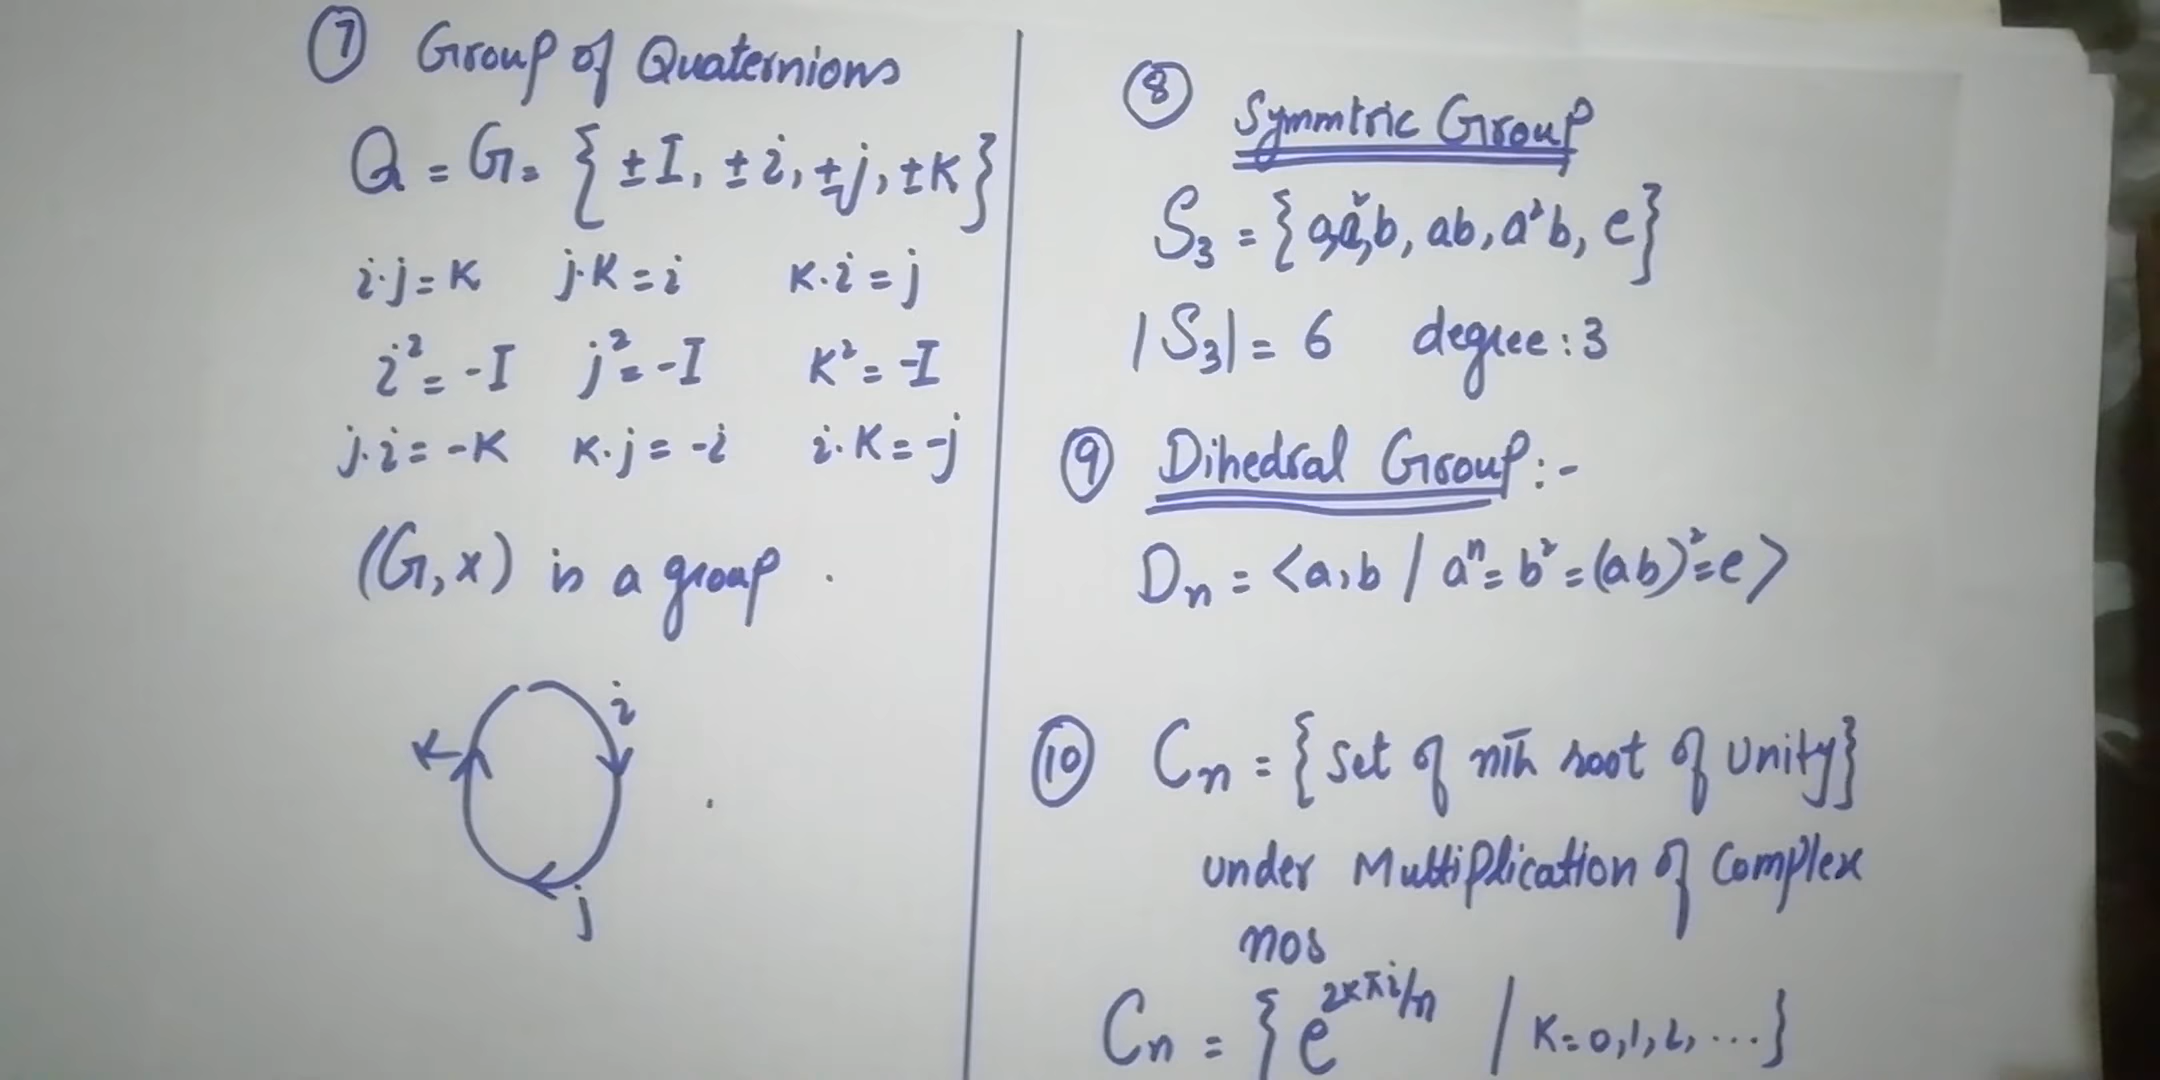 ⑦ Group of Quaternions
Q = G = { ±I, ±i, ±j, ±K }
i·j = K   j·K = i   K·i = j
i² = -I   j² = -I   K² = -I
j·i = -K   K·j = -i   i·K = -j
(G, x) is a group .
i
K
j
⑧ Symmtric Group
S₃ = { a, a², b, ab, a²b, e }
|S₃| = 6   degree : 3
⑨ Dihedral Group :-
Dn = <a, b / aⁿ = b² = (ab)² = e>
⑩ Cn = { set of nth root of unity }
under Multiplication of Complex
nos
Cn = { e^2Kπi/n / K = 0, 1, 2, ... }